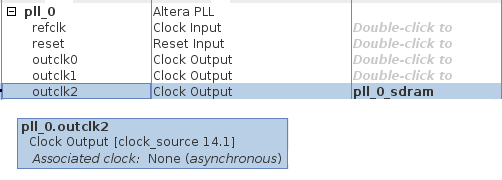 pll_0 Altera PLL
refclk Clock Input Double-click to
reset Reset Input Double-click to
outclk0 Clock Output Double-click to
outclk1 Clock Output Double-click to
outclk2 Clock Output pll_0_sdram
pll_0.outclk2
Clock Output [clock_source 14.1]
Associated clock: None (asynchronous)